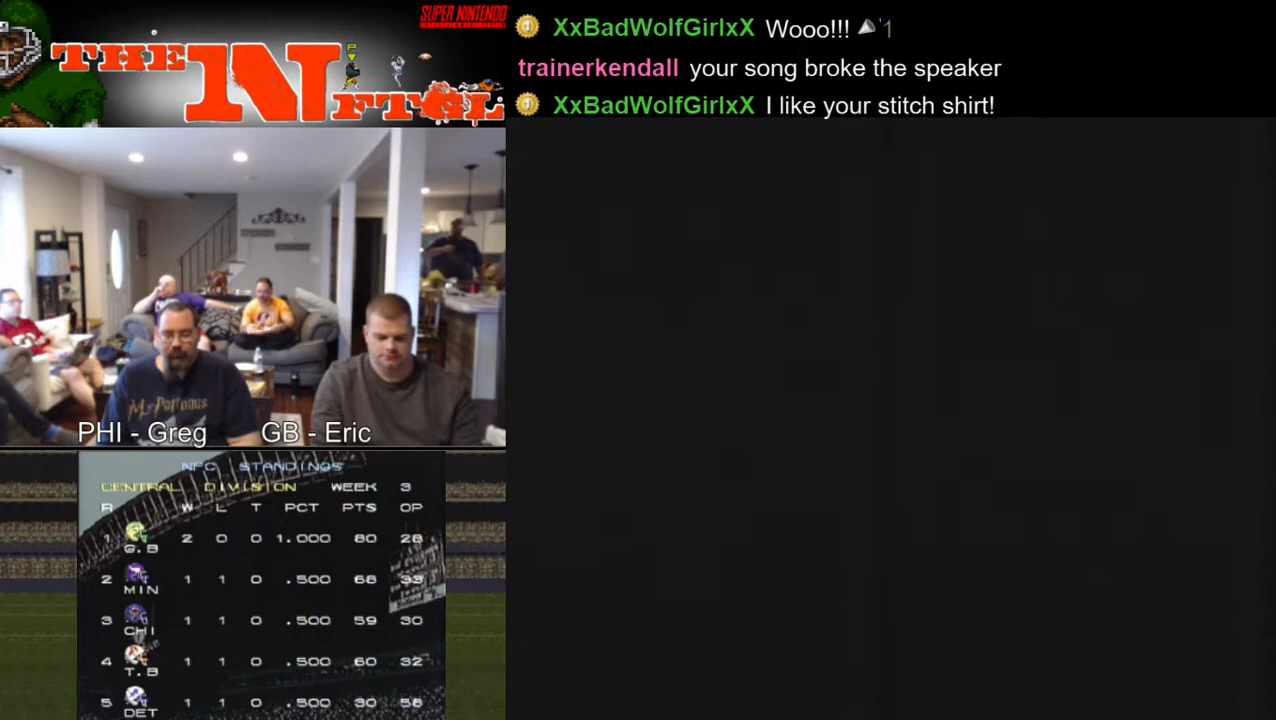 SUPER NINTENDO
THE NFTSL
XxBadWolfGirlxX Wooo!!! 1
trainerkendall your song broke the speaker
XxBadWolfGirlxX I like your stitch shirt!
PHI - Greg GB - Eric
NFC STANDINGS
CENTRAL DIVISION WEEK 3
R W L T PCT PTS OP
1 G.B 2 0 0 1.000 80 28
2 MIN 1 1 0 .500 68 33
3 CHI 1 1 0 .500 59 30
4 T.B 1 1 0 .500 60 32
5 DET 1 1 0 .500 30 58